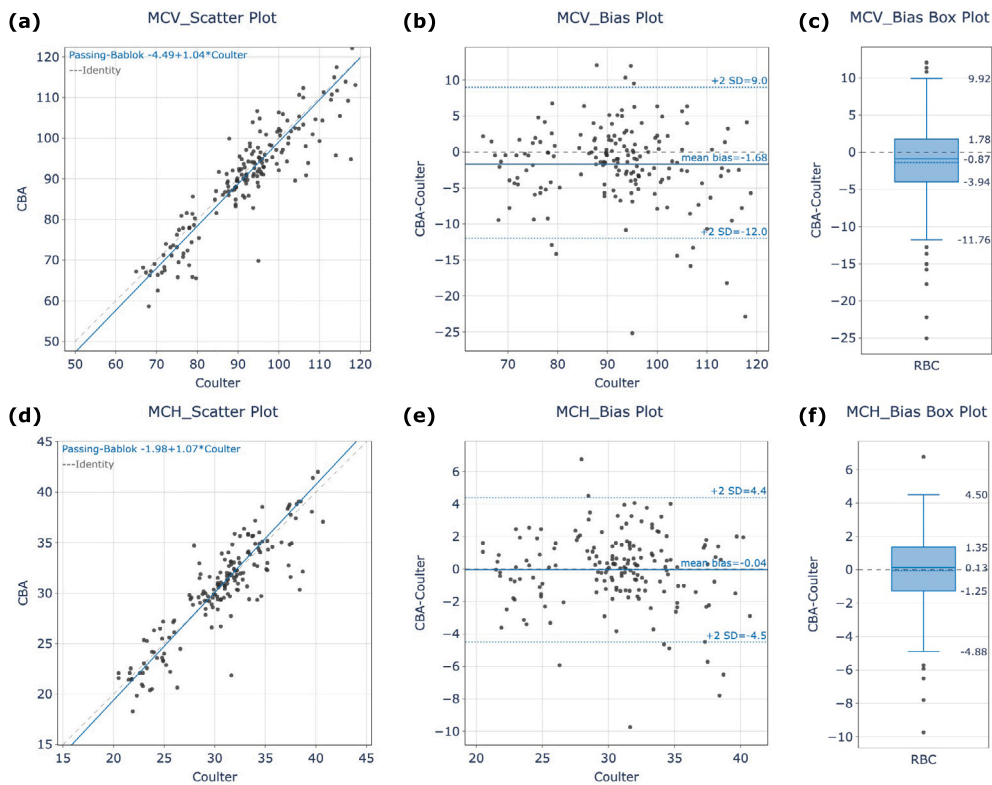 (a)
MCV_Scatter Plot
Passing-Bablok -4.49+1.04*Coulter
---Identity
120
110
100
90
80
70
60
50
CBA
50 60 70 80 90 100 110 120
Coulter
(b)
MCV_Bias Plot
+2 SD=9.0
mean bias=-1.68
+2 SD=-12.0
10
5
0
−5
−10
−15
−20
−25
CBA-Coulter
70 80 90 100 110 120
Coulter
(c)
MCV_Bias Box Plot
9.92
1.78
-0.87
-3.94
-11.76
10
5
0
−5
−10
−15
−20
−25
CBA-Coulter
RBC
(d)
MCH_Scatter Plot
Passing-Bablok -1.98+1.07*Coulter
---Identity
45
40
35
30
25
20
15
CBA
15 20 25 30 35 40 45
Coulter
(e)
MCH_Bias Plot
+2 SD=4.4
mean bias=-0.04
+2 SD=-4.5
6
4
2
0
−2
−4
−6
−8
−10
CBA-Coulter
20 25 30 35 40
Coulter
(f)
MCH_Bias Box Plot
4.50
1.35
0.13
-1.25
-4.88
6
4
2
0
−2
−4
−6
−8
−10
CBA-Coulter
RBC